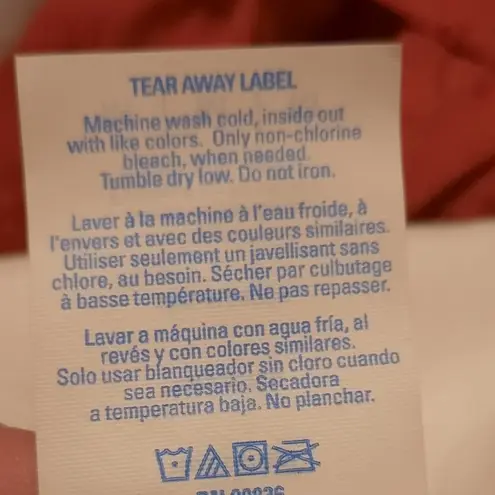 TEAR AWAY LABEL
Machine wash cold, inside out
with like colors. Only non-chlorine
bleach, when needed.
Tumble dry low. Do not iron.
Laver à la machine à l'eau froide, à
l'envers et avec des couleurs similaires.
Utiliser seulement un javellisant sans
chlore, au besoin. Sécher par culbutage
à basse température. Ne pas repasser.
Lavar a máquina con agua fría, al
revés y con colores similares.
Solo usar blanqueador sin cloro cuando
sea necesario. Secadora
a temperatura baja. No planchar.